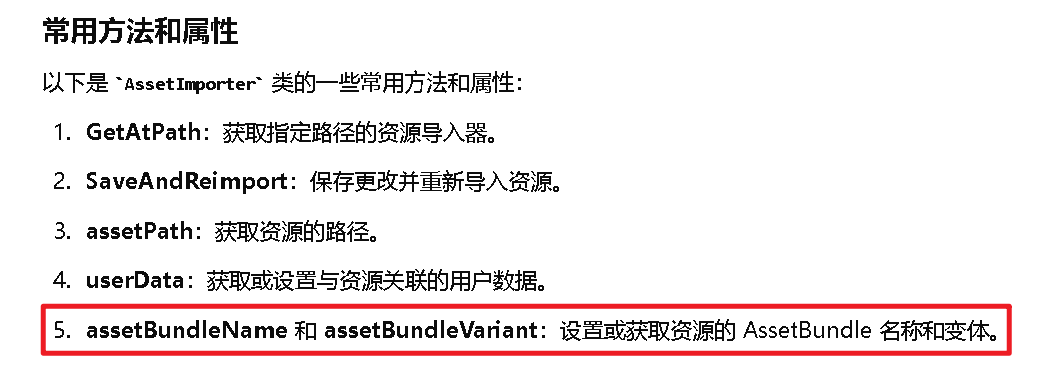 常用方法和属性
以下是 `AssetImporter` 类的一些常用方法和属性：
1. GetAtPath：获取指定路径的资源导入器。
2. SaveAndReimport：保存更改并重新导入资源。
3. assetPath：获取资源的路径。
4. userData：获取或设置与资源关联的用户数据。
5. assetBundleName 和 assetBundleVariant：设置或获取资源的 AssetBundle 名称和变体。